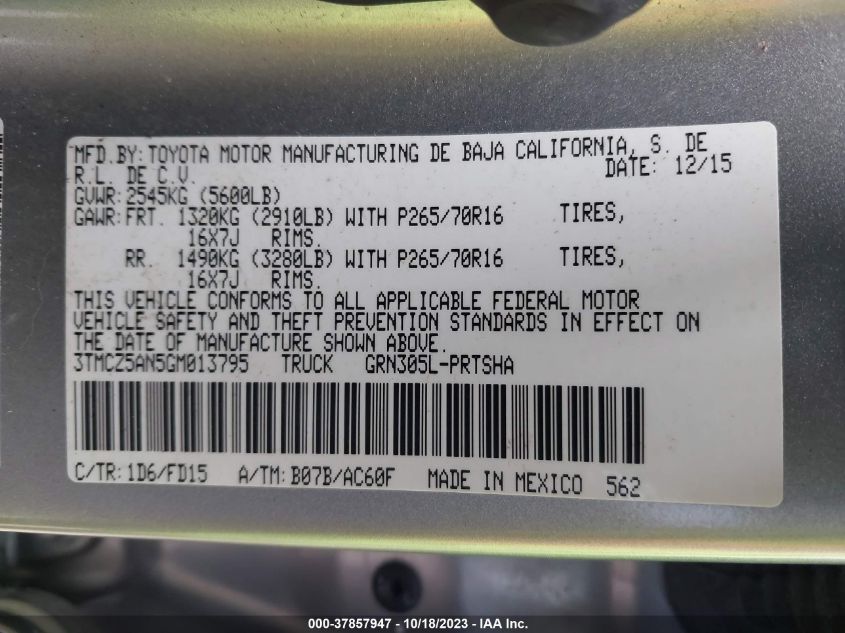 MFD.BY: TOYOTA MOTOR MANUFACTURING DE BAJA CALIFORNIA, S. DE
R.L. DE C.V. DATE: 12/15
GVWR: 2545KG (5600LB)
GAWR: FRT. 1320KG (2910LB) WITH P265/70R16 TIRES,
16X7J RIMS.
RR. 1490KG (3280LB) WITH P265/70R16 TIRES,
16X7J RIMS.
THIS VEHICLE CONFORMS TO ALL APPLICABLE FEDERAL MOTOR
VEHICLE SAFETY AND THEFT PREVENTION STANDARDS IN EFFECT ON
THE DATE OF MANUFACTURE SHOWN ABOVE.
3TMCZ5AN5GM013795 TRUCK GRN305L-PRTSHA
C/TR: 1D6/FD15 A/TM: B07B/AC60F MADE IN MEXICO 562
000-37857947 - 10/18/2023 - IAA Inc.